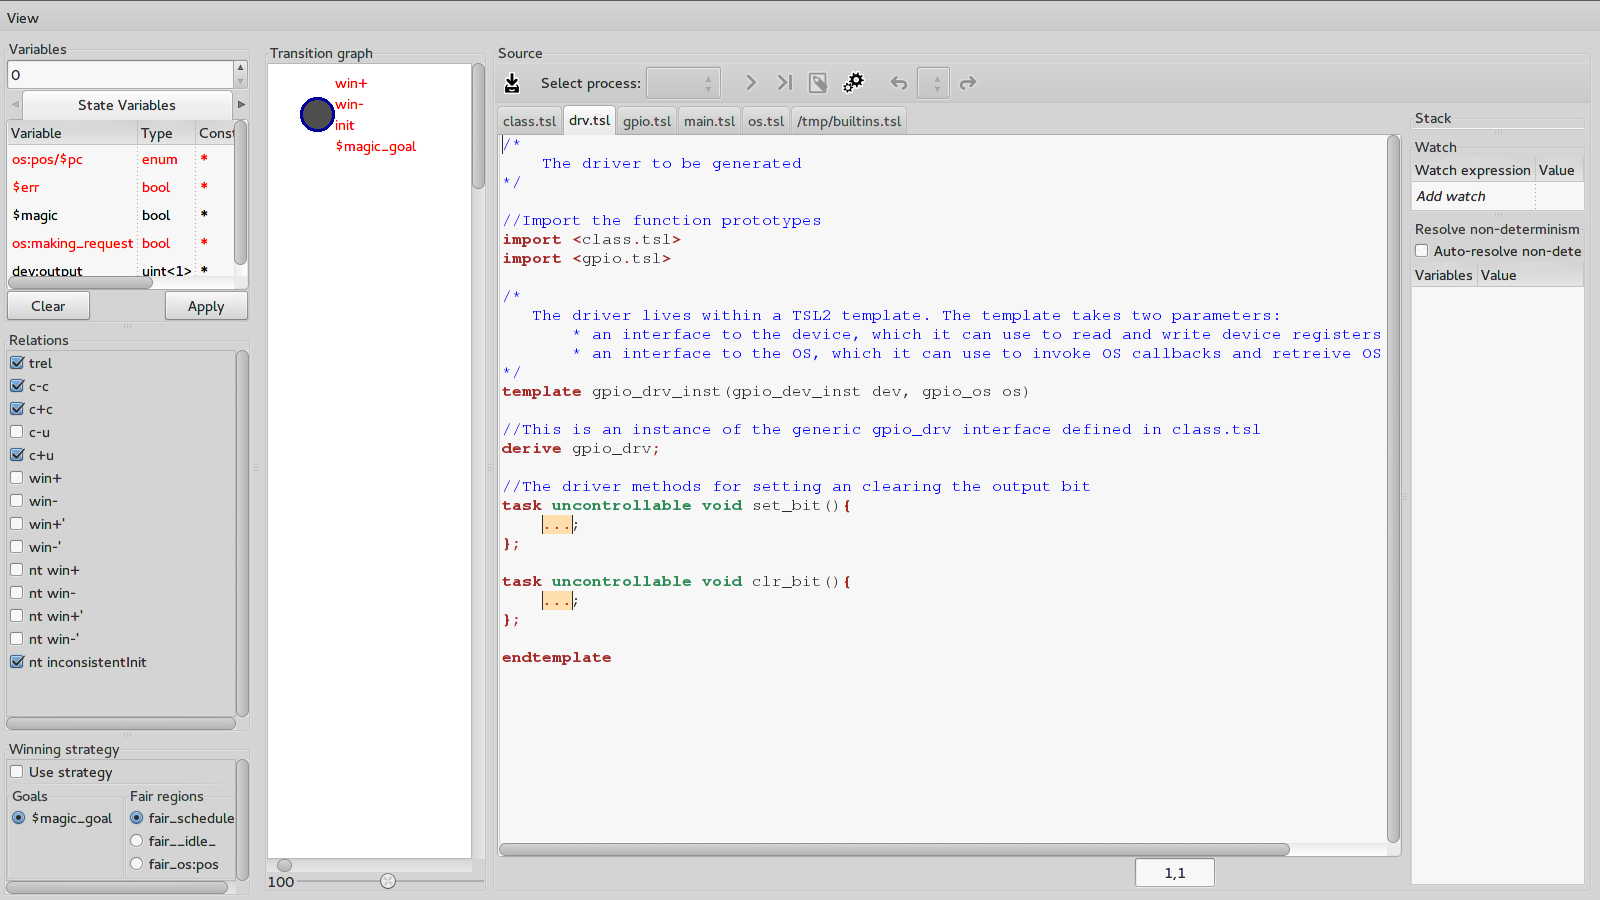 View
Variables
0
State Variables
Variable Type Const
os:pos/$pc enum *
$err bool *
$magic bool *
os:making_request bool *
dev:output uint<1> *
Clear Apply
Relations
trel
c-c
c+c
c-u
c+u
win+
win-
win+'
win-'
nt win+
nt win-
nt win+'
nt win-'
nt inconsistentInit
Winning strategy
Use strategy
Goals
$magic_goal
Fair regions
fair_schedule
fair__idle_
fair_os:pos
Transition graph
win+
win-
init
$magic_goal
100
Source
Select process:
class.tsl drv.tsl gpio.tsl main.tsl os.tsl /tmp/builtins.tsl
/*
The driver to be generated
*/
//Import the function prototypes
import <class.tsl>
import <gpio.tsl>
/*
The driver lives within a TSL2 template. The template takes two parameters:
* an interface to the device, which it can use to read and write device registers
* an interface to the OS, which it can use to invoke OS callbacks and retreive OS
*/
template gpio_drv_inst(gpio_dev_inst dev, gpio_os os)
//This is an instance of the generic gpio_drv interface defined in class.tsl
derive gpio_drv;
//The driver methods for setting an clearing the output bit
task uncontrollable void set_bit(){
...;
};
task uncontrollable void clr_bit(){
...;
};
endtemplate
1,1
Stack
Watch
Watch expression Value
Add watch
Resolve non-determinism
Auto-resolve non-dete
Variables Value